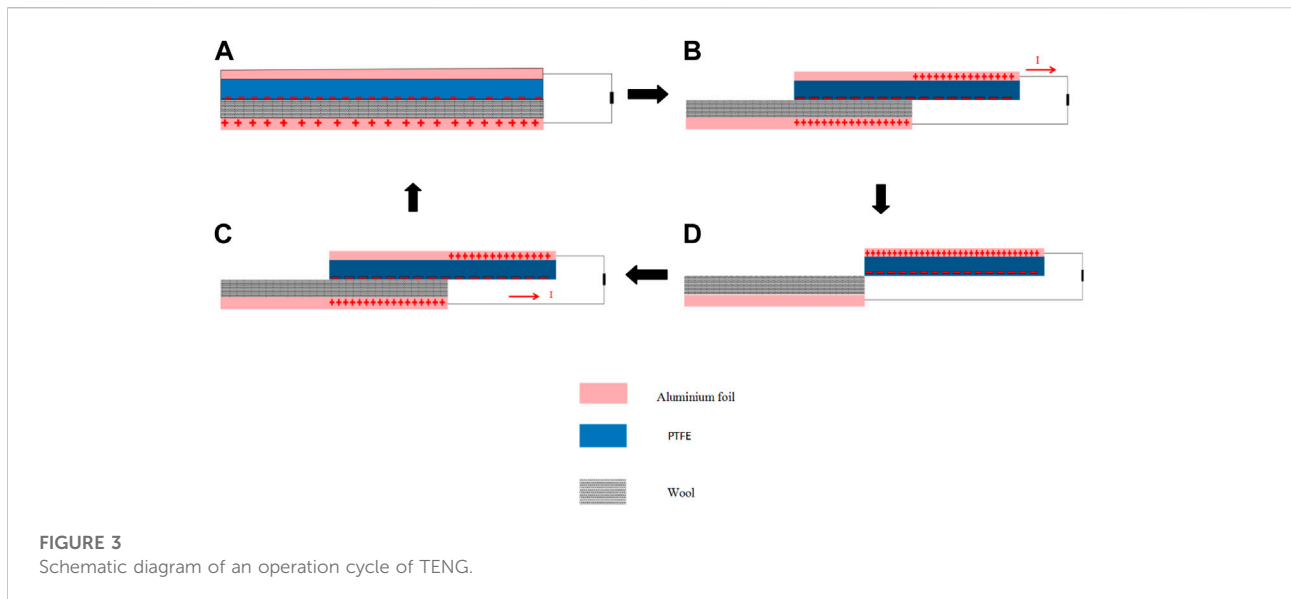 A
B
I
C
I
D
Aluminium foil
PTFE
Wool
FIGURE 3
Schematic diagram of an operation cycle of TENG.